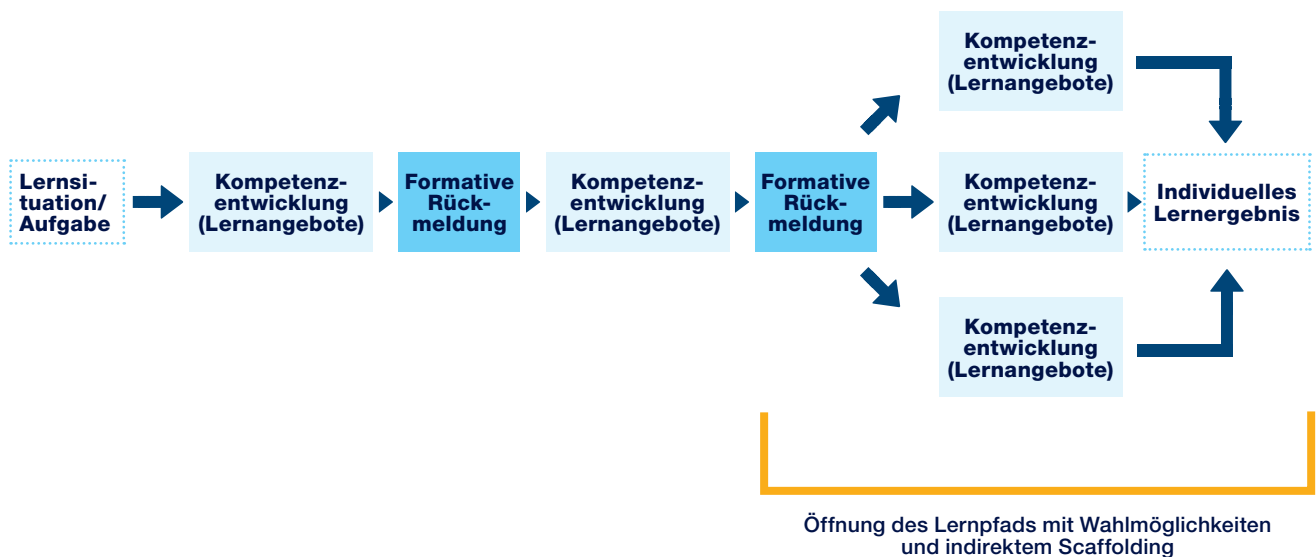 Lernsi-
tuation/
Aufgabe
Kompetenz-
entwicklung
(Lernangebote)
Formative
Rück-
meldung
Kompetenz-
entwicklung
(Lernangebote)
Formative
Rück-
meldung
Kompetenz-
entwicklung
(Lernangebote)
Kompetenz-
entwicklung
(Lernangebote)
Kompetenz-
entwicklung
(Lernangebote)
Individuelles
Lernergebnis
Öffnung des Lernpfads mit Wahlmöglichkeiten
und indirektem Scaffolding